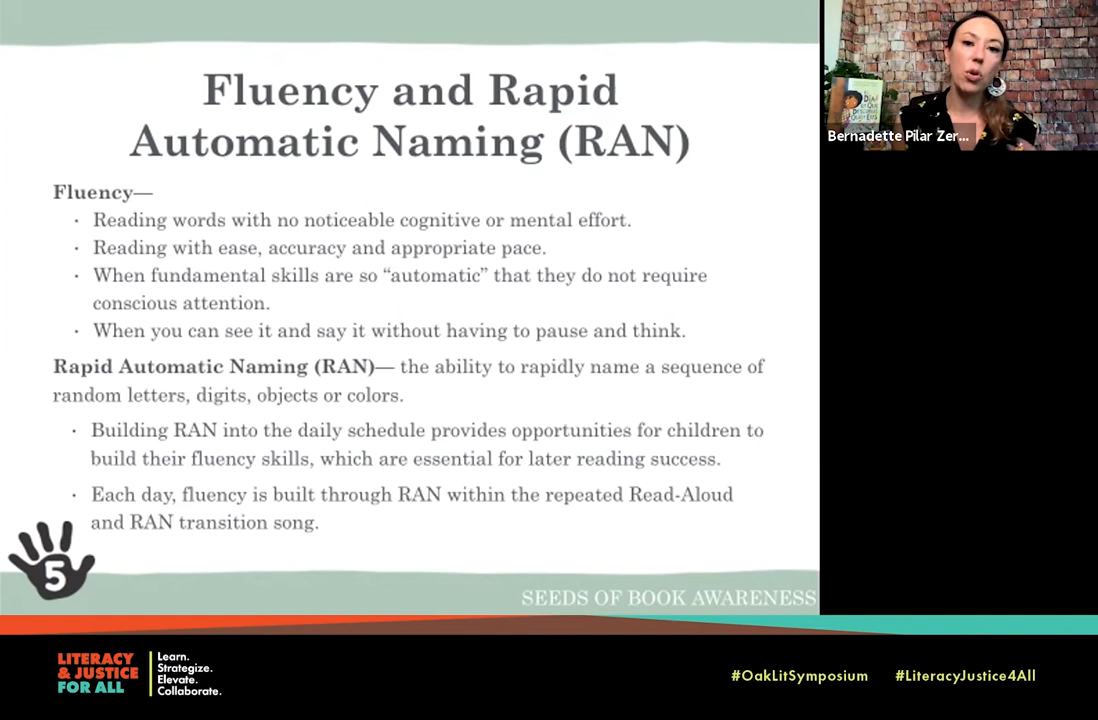 Fluency and Rapid
Automatic Naming (RAN)
Fluency—
· Reading words with no noticeable cognitive or mental effort.
· Reading with ease, accuracy and appropriate pace.
· When fundamental skills are so “automatic” that they do not require
conscious attention.
· When you can see it and say it without having to pause and think.
Rapid Automatic Naming (RAN)— the ability to rapidly name a sequence of
random letters, digits, objects or colors.
· Building RAN into the daily schedule provides opportunities for children to
build their fluency skills, which are essential for later reading success.
· Each day, fluency is built through RAN within the repeated Read-Aloud
and RAN transition song.
5
SEEDS OF BOOK AWARENESS
Bernadette Pilar Zer...
LITERACY
& JUSTICE
FOR ALL
Learn.
Strategize.
Elevate.
Collaborate.
#OakLitSymposium
#LiteracyJustice4All